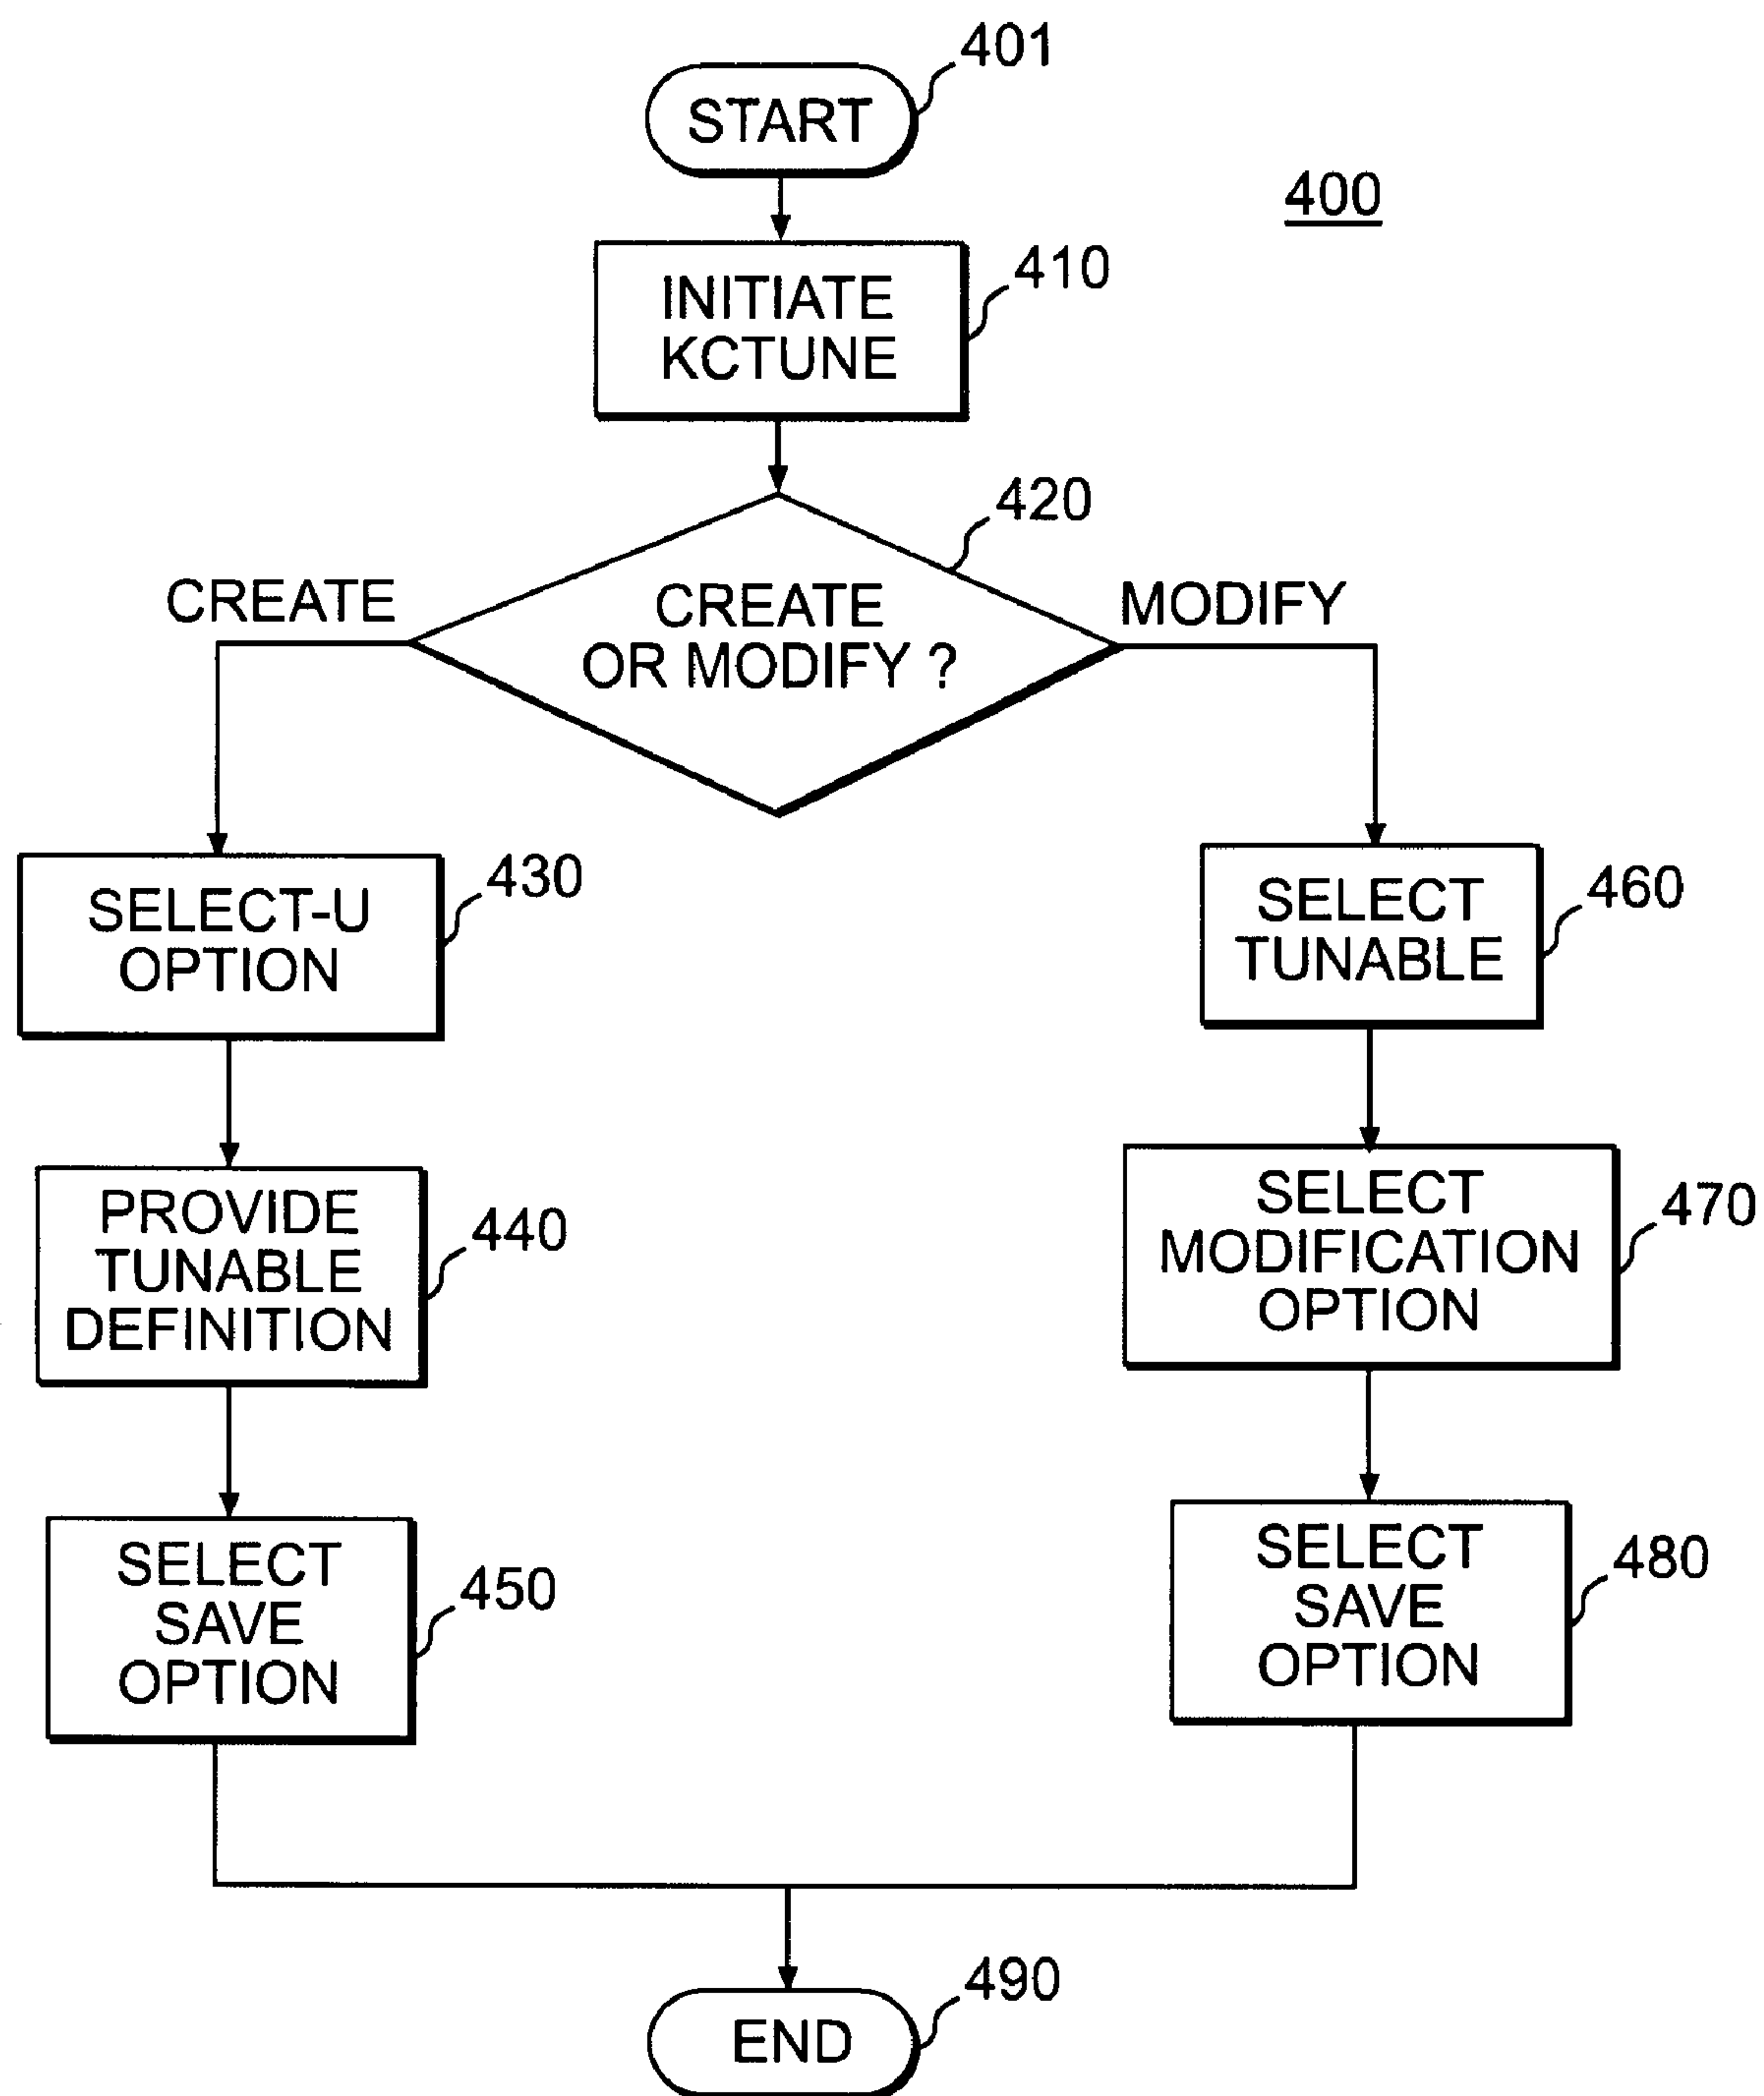 401
START
400
INITIATE
KCTUNE
410
420
CREATE
CREATE
OR MODIFY ?
MODIFY
SELECT-U
OPTION
430
PROVIDE
TUNABLE
DEFINITION
440
SELECT
SAVE
OPTION
450
SELECT
TUNABLE
460
SELECT
MODIFICATION
OPTION
470
SELECT
SAVE
OPTION
480
END
490